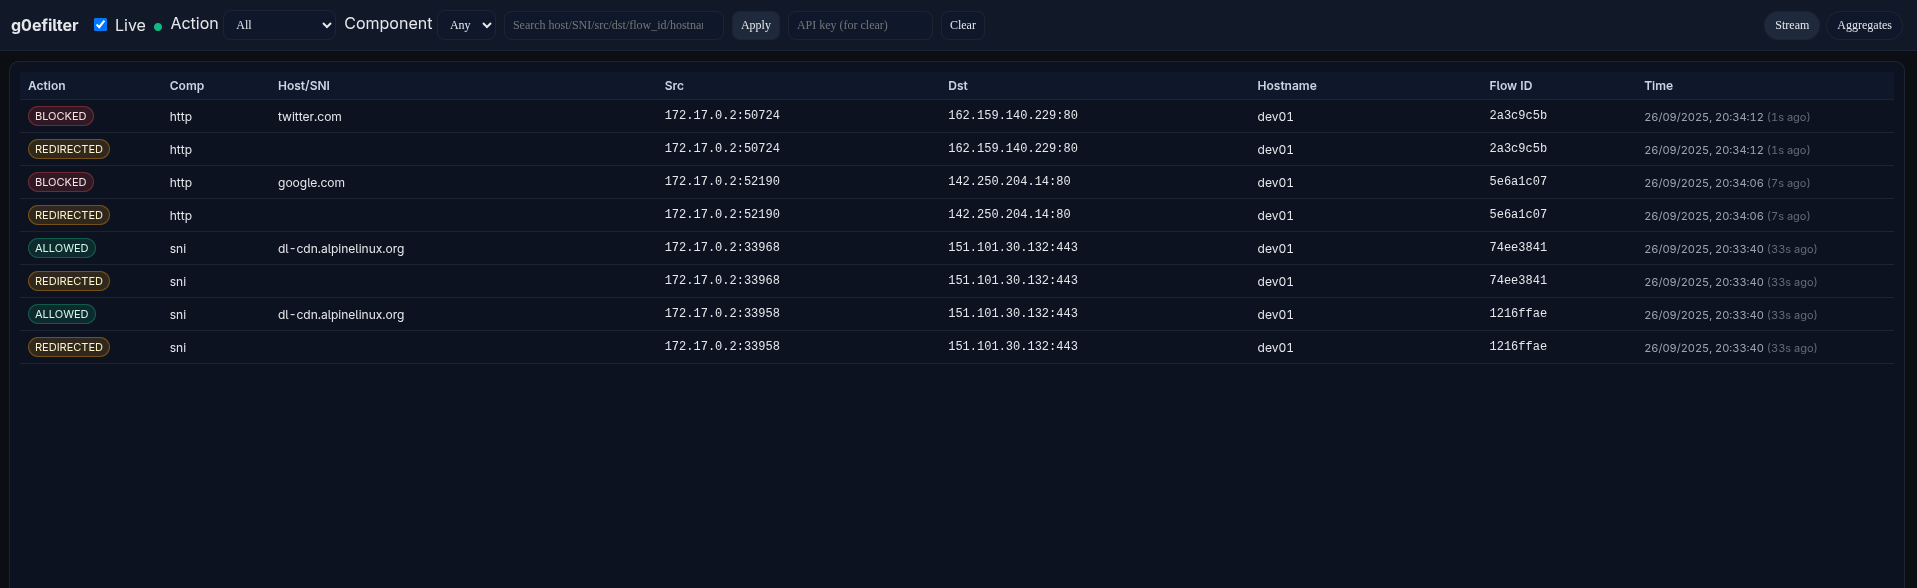 g0efilter Live Action All Component Any Search host/SNI/src/dst/flow_id/hostnar Apply API key (for clear) Clear Stream Aggregates
Action Comp Host/SNI Src Dst Hostname Flow ID Time
BLOCKED http twitter.com 172.17.0.2:50724 162.159.140.229:80 dev01 2a3c9c5b 26/09/2025, 20:34:12 (1s ago)
REDIRECTED http 172.17.0.2:50724 162.159.140.229:80 dev01 2a3c9c5b 26/09/2025, 20:34:12 (1s ago)
BLOCKED http google.com 172.17.0.2:52190 142.250.204.14:80 dev01 5e6a1c07 26/09/2025, 20:34:06 (7s ago)
REDIRECTED http 172.17.0.2:52190 142.250.204.14:80 dev01 5e6a1c07 26/09/2025, 20:34:06 (7s ago)
ALLOWED sni dl-cdn.alpinelinux.org 172.17.0.2:33968 151.101.30.132:443 dev01 74ee3841 26/09/2025, 20:33:40 (33s ago)
REDIRECTED sni 172.17.0.2:33968 151.101.30.132:443 dev01 74ee3841 26/09/2025, 20:33:40 (33s ago)
ALLOWED sni dl-cdn.alpinelinux.org 172.17.0.2:33958 151.101.30.132:443 dev01 1216ffae 26/09/2025, 20:33:40 (33s ago)
REDIRECTED sni 172.17.0.2:33958 151.101.30.132:443 dev01 1216ffae 26/09/2025, 20:33:40 (33s ago)